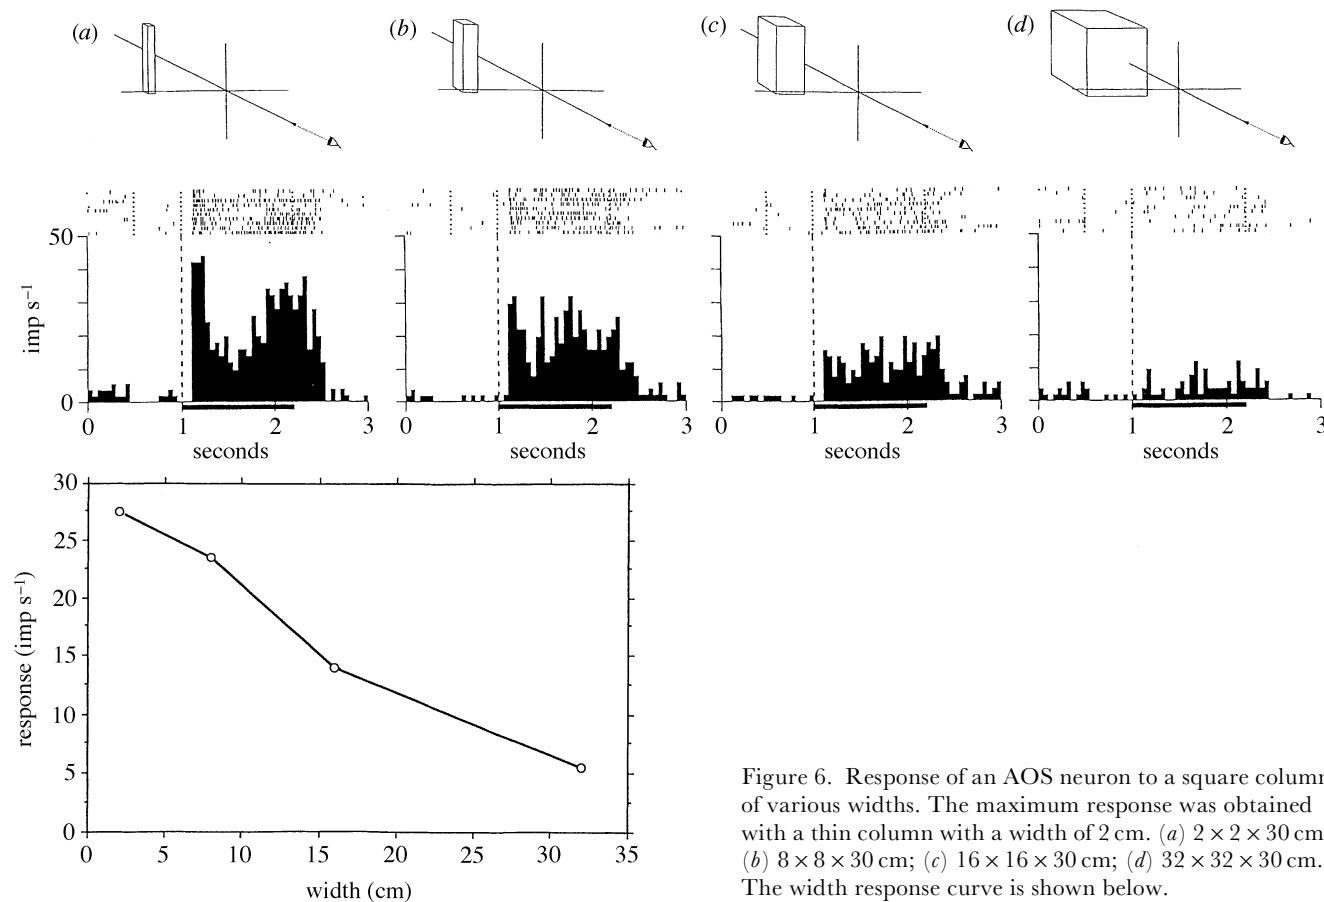 (a)
(b)
(c)
(d)
50
imp s⁻¹
0
0 1 2 3
seconds
0 1 2 3
seconds
0 1 2 3
seconds
0 1 2 3
seconds
30
25
20
15
10
5
0
response (imp s⁻¹)
0 5 10 15 20 25 30 35
width (cm)
Figure 6. Response of an AOS neuron to a square column
of various widths. The maximum response was obtained
with a thin column with a width of 2 cm. (a) 2 × 2 × 30 cm
(b) 8 × 8 × 30 cm; (c) 16 × 16 × 30 cm; (d) 32 × 32 × 30 cm.
The width response curve is shown below.